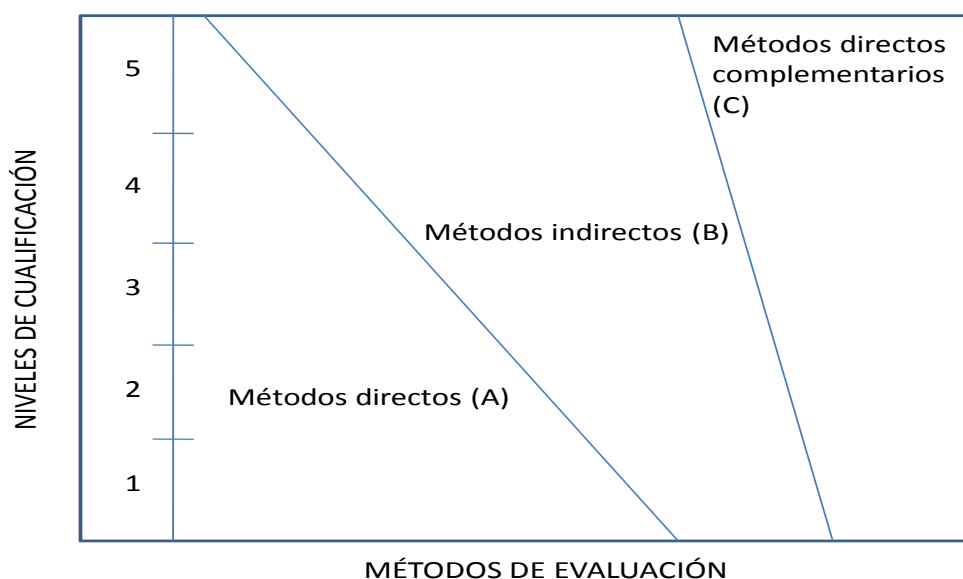 NIVELES DE CUALIFICACIÓN
5
4
3
2
1
Métodos directos
complementarios
(C)
Métodos indirectos (B)
Métodos directos (A)
MÉTODOS DE EVALUACIÓN